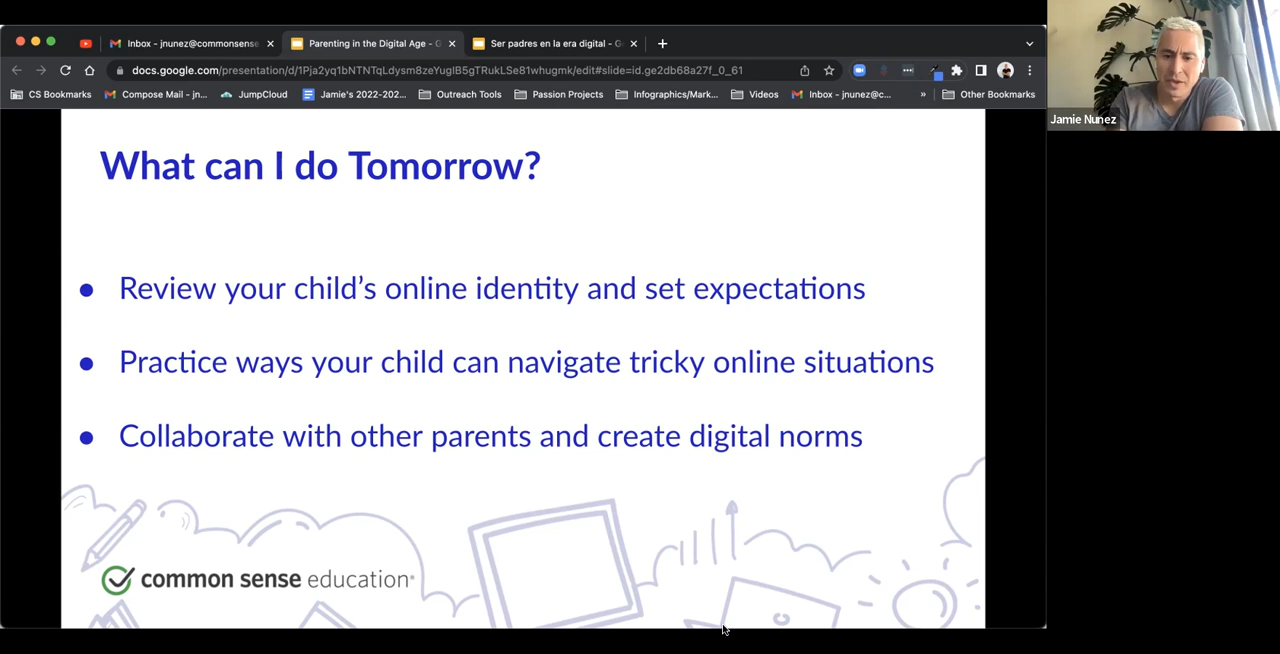 Inbox - jnunez@commonsense
Parenting in the Digital Age - G
Ser padres en la era digital - G
docs.google.com/presentation/d/1Pja2yq1bNTNTqLdysm8zeYugIB5gTRukLSe81whugmk/edit#slide=id.ge2db68a27f_0_61
CS Bookmarks
Compose Mail - jn...
JumpCloud
Jamie's 2022-202...
Outreach Tools
Passion Projects
Infographics/Mark...
Videos
Inbox - jnunez@c...
»
Other Bookmarks
Jamie Nunez
What can I do Tomorrow?
● Review your child's online identity and set expectations
● Practice ways your child can navigate tricky online situations
● Collaborate with other parents and create digital norms
common sense education®